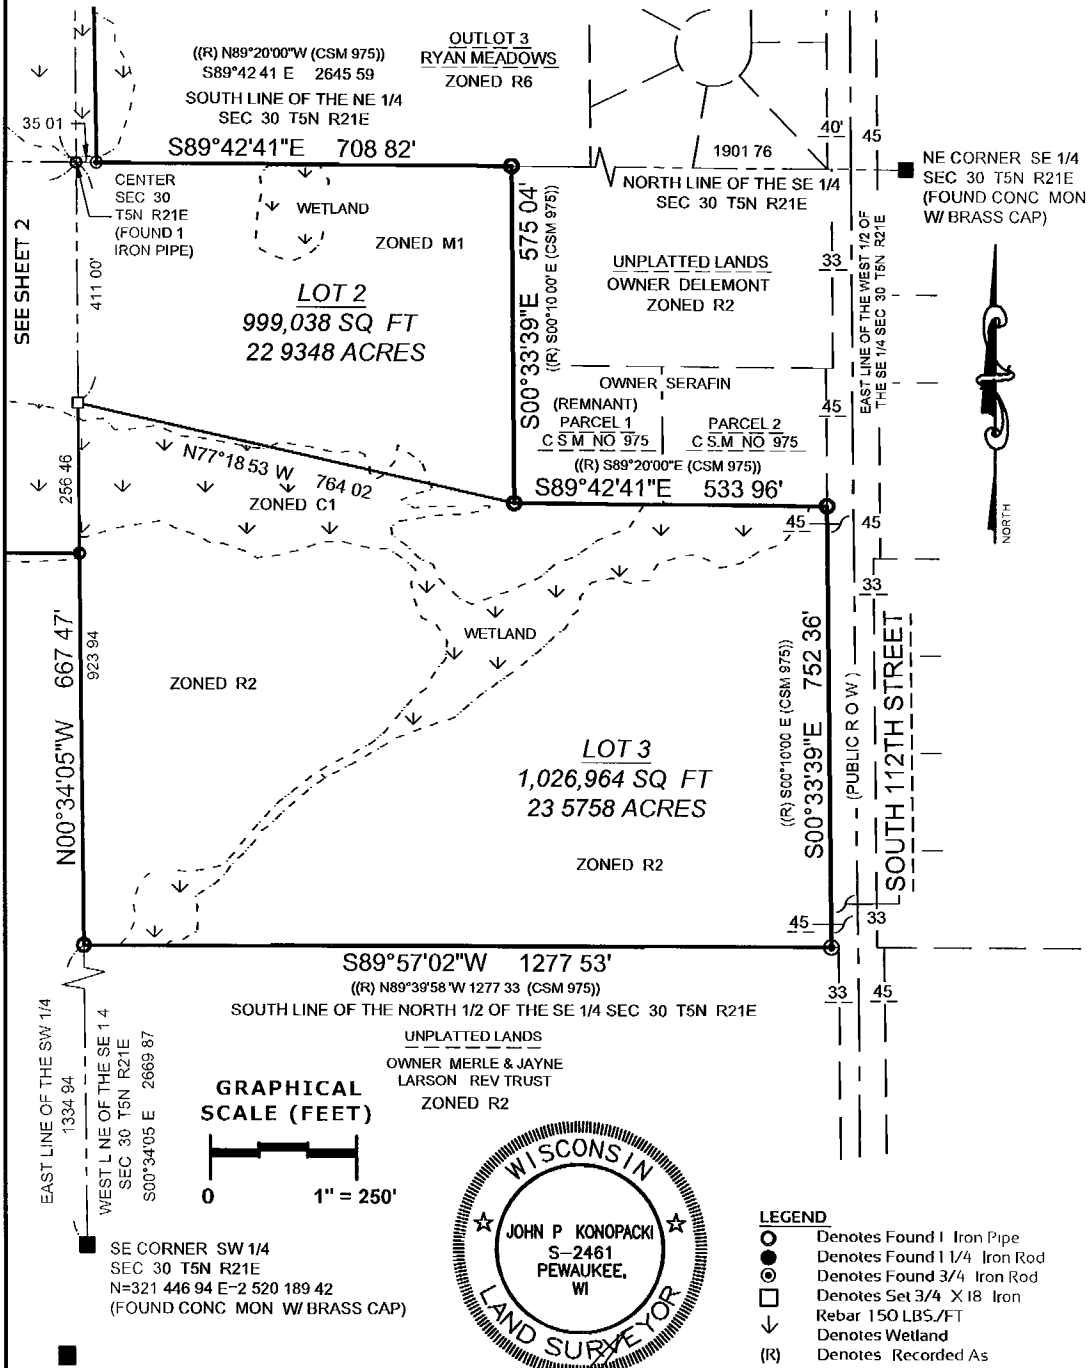 ((R) N89°20'00"W (CSM 975))
S89°42 41 E 2645 59
SOUTH LINE OF THE NE 1/4
SEC 30 T5N R21E
OUTLOT 3
RYAN MEADOWS
ZONED R6
35 01
S89°42'41"E 708 82'
1901 76
40'
45
NORTH LINE OF THE SE 1/4
SEC 30 T5N R21E
NE CORNER SE 1/4
SEC 30 T5N R21E
(FOUND CONC MON
W/ BRASS CAP)
CENTER
SEC 30
T5N R21E
(FOUND 1
IRON PIPE)
WETLAND
ZONED M1
SEE SHEET 2
411 00'
LOT 2
999,038 SQ FT
22 9348 ACRES
S00°33'39"E 575 04'
((R) S00°10 00'E (CSM 975))
UNPLATTED LANDS
OWNER DELEMONT
ZONED R2
33
EAST LINE OF THE WEST 1/2 OF
THE SE 1/4 SEC 30 T5N R21E
OWNER SERAFIN
(REMNANT)
PARCEL 1
C S M NO 975
PARCEL 2
C S.M NO 975
45
((R) S89°20'00"E (CSM 975))
S89°42'41"E 533 96'
N77°18 53 W 764 02
ZONED C1
256 46
45
45
NORTH
33
WETLAND
N00°34'05"W 667 47'
923 94
ZONED R2
LOT 3
1,026,964 SQ FT
23 5758 ACRES
ZONED R2
((R) S00°10'00 E (CSM 975))
S00°33'39"E 752 36'
(PUBLIC R O W)
SOUTH 112TH STREET
45
33
S89°57'02"W 1277 53'
((R) N89°39'58 'W 1277 33 (CSM 975))
SOUTH LINE OF THE NORTH 1/2 OF THE SE 1/4 SEC 30 T5N R21E
33
45
UNPLATTED LANDS
OWNER MERLE & JAYNE
LARSON REV TRUST
ZONED R2
EAST LINE OF THE SW 1/4
1334 94
WEST LINE OF THE SE 1 4
SEC 30 T5N R21E
S00°34'05 E 2669 87
GRAPHICAL
SCALE (FEET)
0 1" = 250'
SE CORNER SW 1/4
SEC 30 T5N R21E
N=321 446 94 E-2 520 189 42
(FOUND CONC MON W/ BRASS CAP)
WISCONSIN
JOHN P KONOPACKI
S-2461
PEWAUKEE,
WI
LAND SURVEYOR
LEGEND
Denotes Found 1 Iron Pipe
Denotes Found 1 1/4 Iron Rod
Denotes Found 3/4 Iron Rod
Denotes Set 3/4 X 18 Iron
Rebar 1 50 LBS./FT
Denotes Wetland
(R) Denotes Recorded As